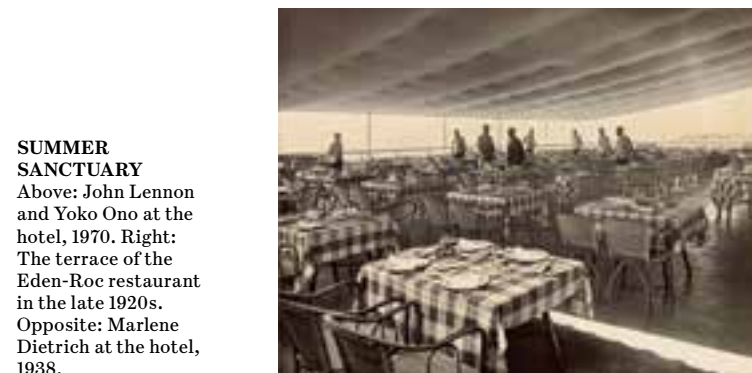 SUMMER
SANCTUARY
Above: John Lennon
and Yoko Ono at the
hotel, 1970. Right:
The terrace of the
Eden-Roc restaurant
in the late 1920s.
Opposite: Marlene
Dietrich at the hotel,
1938.